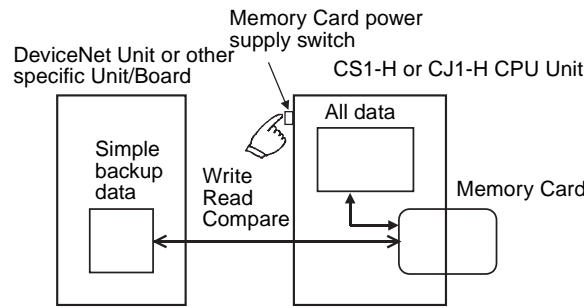 Memory Card power
supply switch
DeviceNet Unit or other
specific Unit/Board
CS1-H or CJ1-H CPU Unit
All data
Simple
backup
data
Write
Read
Compare
Memory Card